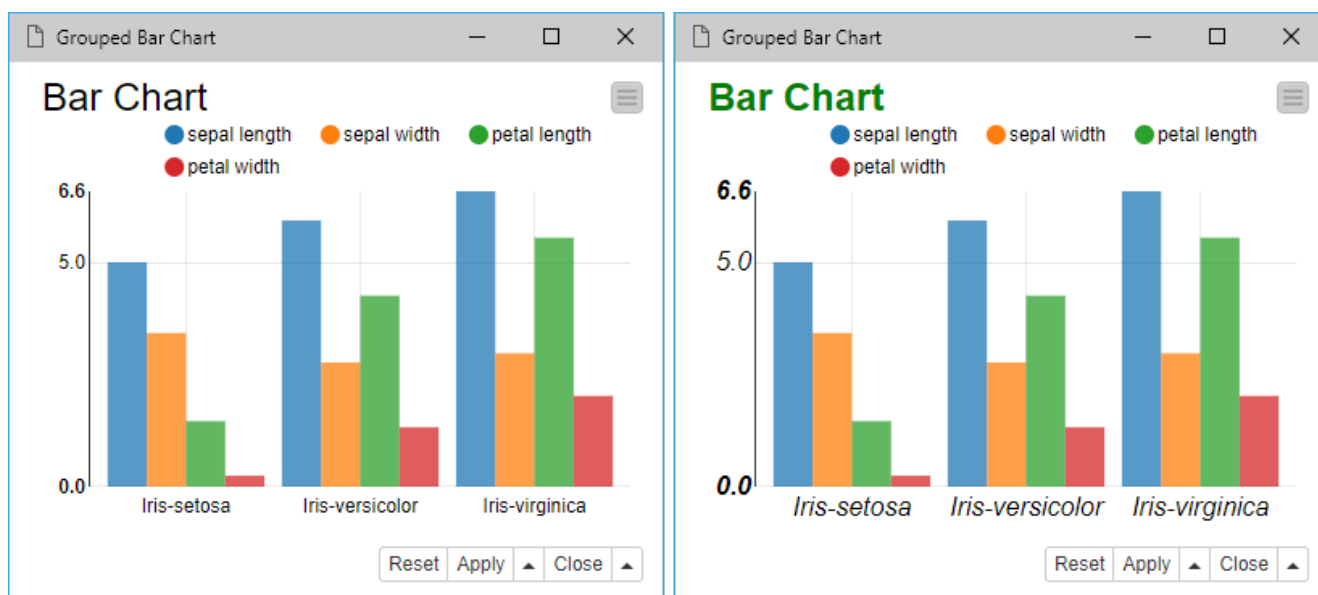 Grouped Bar Chart
Bar Chart
sepal length sepal width petal length
petal width
6.6
5.0
0.0
Iris-setosa Iris-versicolor Iris-virginica
Reset Apply Close
Grouped Bar Chart
Bar Chart
sepal length sepal width petal length
petal width
6.6
5.0
0.0
Iris-setosa Iris-versicolor Iris-virginica
Reset Apply Close